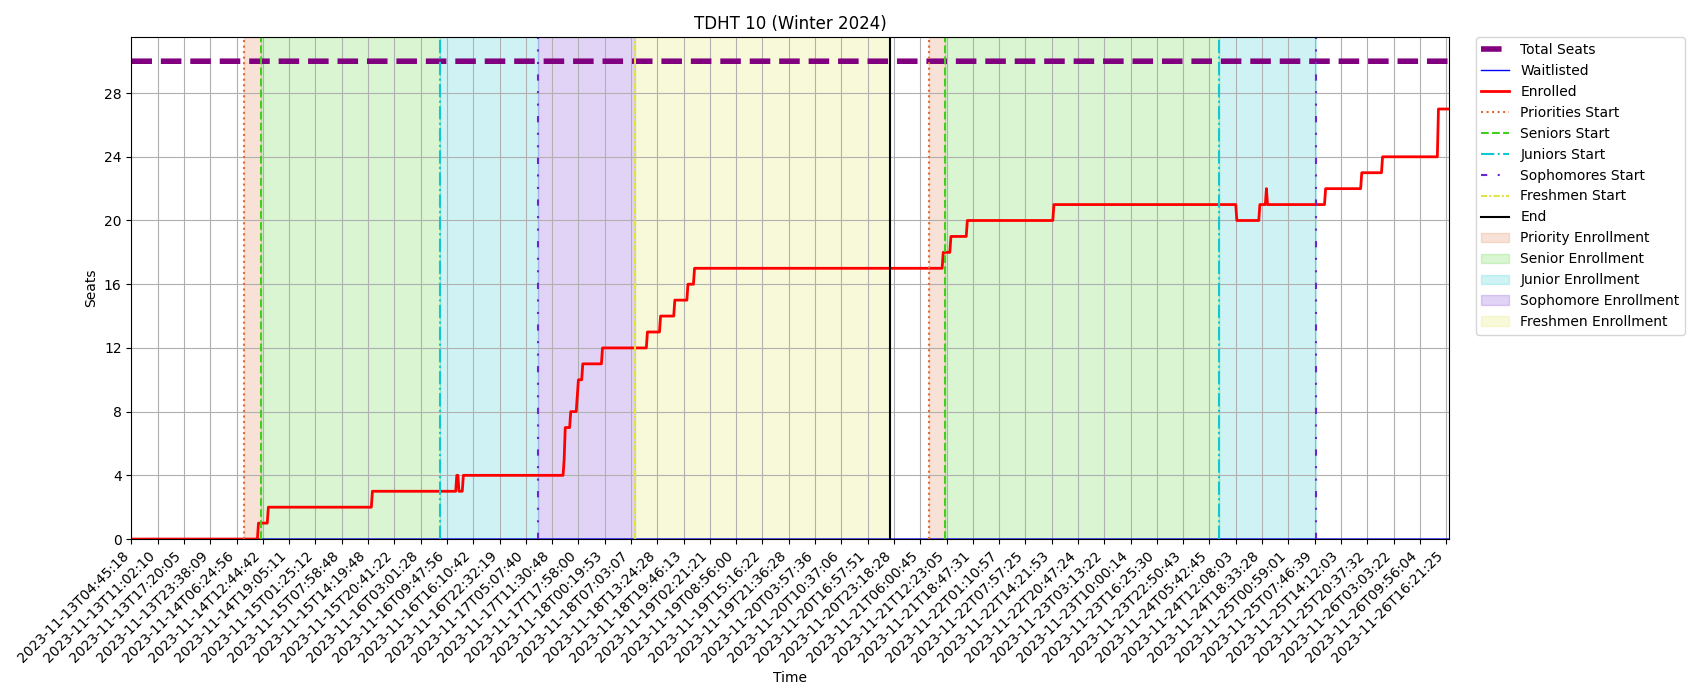 TDHT 10 (Winter 2024)
Total Seats
Waitlisted
Enrolled
Priorities Start
Seniors Start
Juniors Start
Sophomores Start
Freshmen Start
End
Priority Enrollment
Senior Enrollment
Junior Enrollment
Sophomore Enrollment
Freshmen Enrollment
Seats
28
24
20
16
12
8
4
0
2023-11-13T04:45:18
2023-11-13T11:02:10
2023-11-13T17:20:05
2023-11-13T23:38:09
2023-11-14T06:24:56
2023-11-14T12:44:42
2023-11-14T19:05:11
2023-11-15T01:25:12
2023-11-15T07:58:48
2023-11-15T14:19:48
2023-11-15T20:41:22
2023-11-16T03:01:28
2023-11-16T09:47:56
2023-11-16T16:10:42
2023-11-16T22:32:19
2023-11-17T05:07:40
2023-11-17T11:30:48
2023-11-17T17:58:00
2023-11-18T00:19:53
2023-11-18T07:03:07
2023-11-18T13:24:28
2023-11-18T19:46:13
2023-11-19T02:21:21
2023-11-19T08:56:00
2023-11-19T15:16:22
2023-11-19T21:36:28
2023-11-20T03:57:36
2023-11-20T10:37:06
2023-11-20T16:57:51
2023-11-20T23:18:28
2023-11-21T06:00:45
2023-11-21T12:23:05
2023-11-21T18:47:31
2023-11-22T01:10:57
2023-11-22T07:57:25
2023-11-22T14:21:53
2023-11-22T20:47:24
2023-11-23T03:13:22
2023-11-23T10:00:14
2023-11-23T16:25:30
2023-11-23T22:50:43
2023-11-24T05:42:45
2023-11-24T12:08:03
2023-11-24T18:33:28
2023-11-25T00:59:01
2023-11-25T07:46:39
2023-11-25T14:12:03
2023-11-25T20:37:32
2023-11-26T03:03:22
2023-11-26T09:56:04
2023-11-26T16:21:25
Time